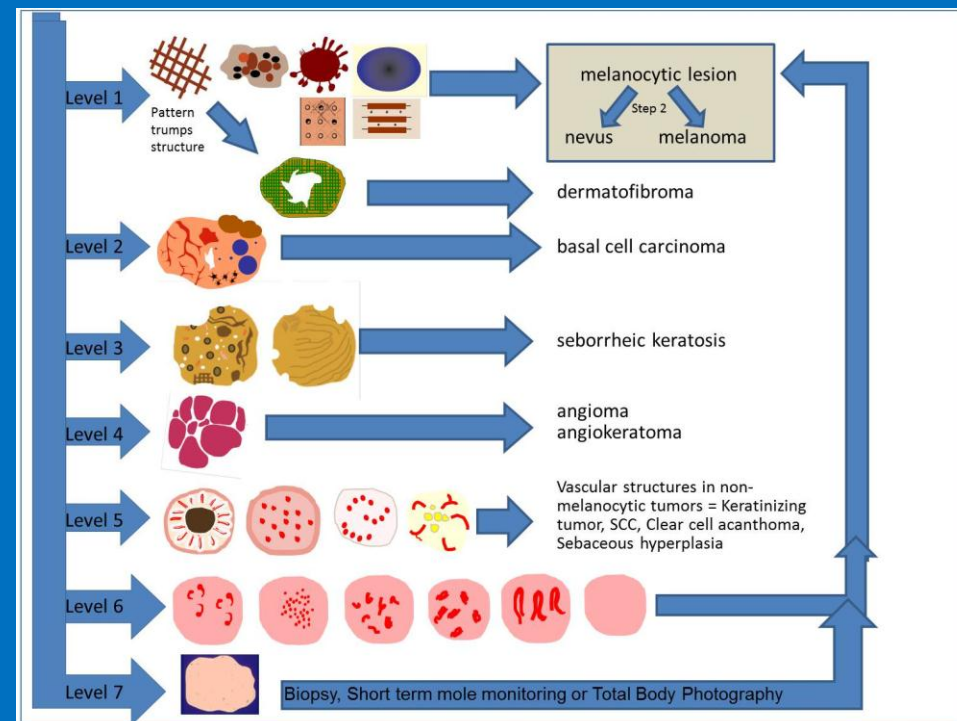 Level 1
Pattern
trumps
structure
melanocytic lesion
Step 2
nevus melanoma
dermatofibroma
Level 2
basal cell carcinoma
Level 3
seborrheic keratosis
Level 4
angioma
angiokeratoma
Level 5
Vascular structures in non-
melanocytic tumors = Keratinizing
tumor, SCC, Clear cell acanthoma,
Sebaceous hyperplasia
Level 6
Level 7
Biopsy, Short term mole monitoring or Total Body Photography